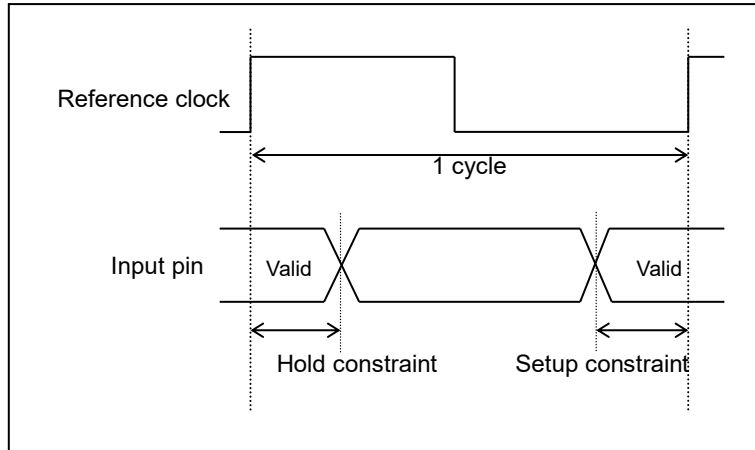 Reference clock
1 cycle
Input pin
Valid
Valid
Hold constraint
Setup constraint